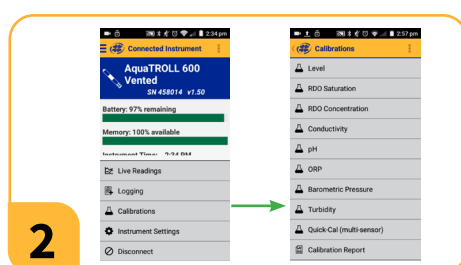 2:34 pm
Connected Instrument
AquaTROLL 600
Vented
SN 458014 v1.50
Battery: 97% remaining
Memory: 100% available
Instrument Time: 2:34 PM
Live Readings
Logging
Calibrations
Instrument Settings
Disconnect
2:57 pm
Calibrations
Level
RDO Saturation
RDO Concentration
Conductivity
pH
ORP
Barometric Pressure
Turbidity
Quick-Cal (multi-sensor)
Calibration Report
2